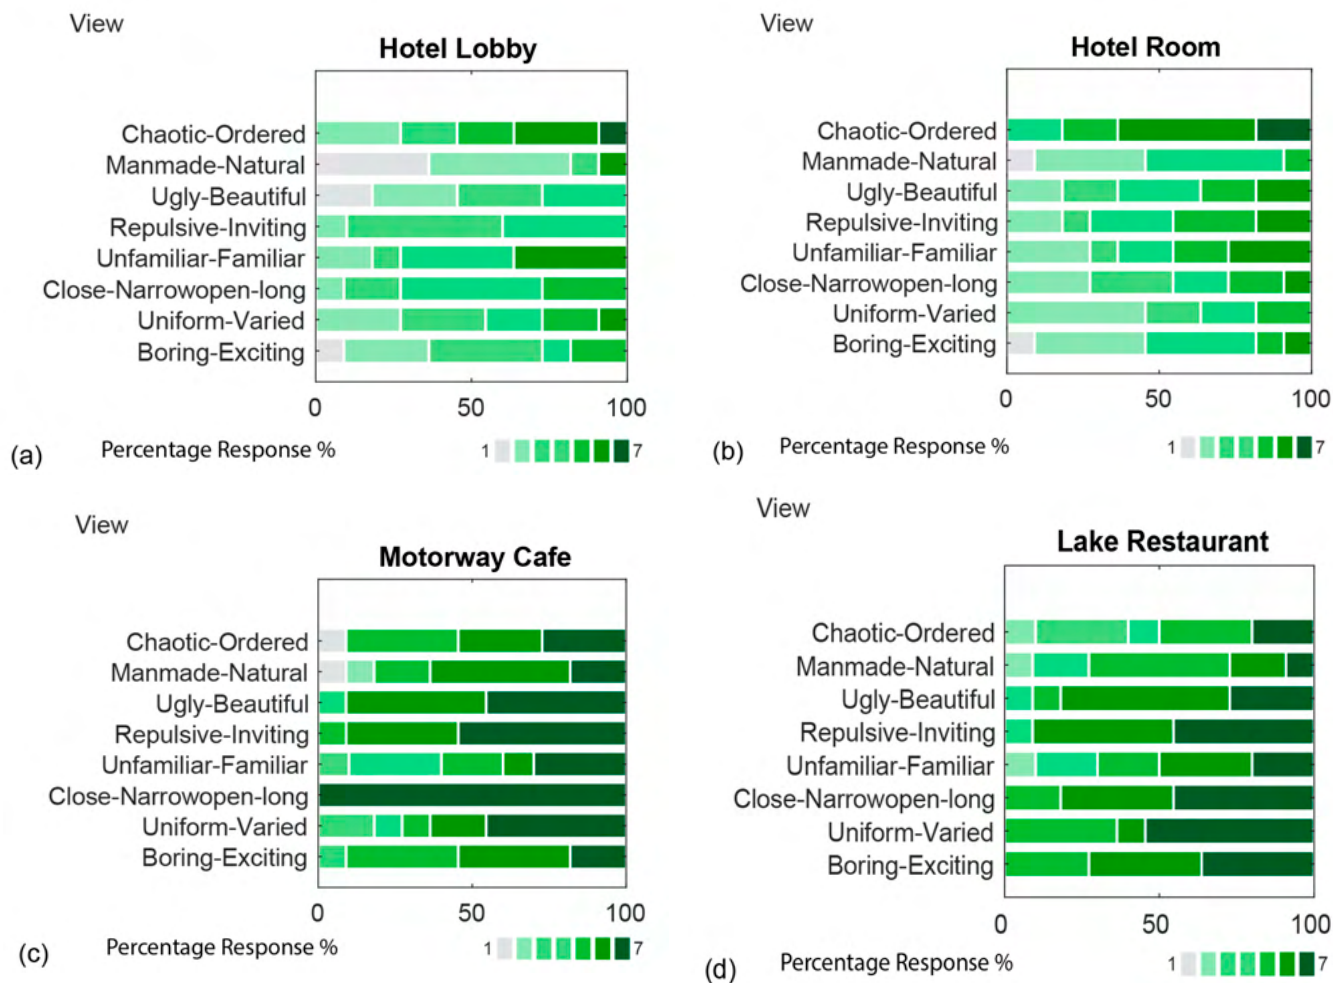 View
Hotel Lobby
Chaotic-Ordered
Manmade-Natural
Ugly-Beautiful
Repulsive-Inviting
Unfamiliar-Familiar
Close-Narrowopen-long
Uniform-Varied
Boring-Exciting
0 50 100
(a) Percentage Response % 1 7
View
Hotel Room
Chaotic-Ordered
Manmade-Natural
Ugly-Beautiful
Repulsive-Inviting
Unfamiliar-Familiar
Close-Narrowopen-long
Uniform-Varied
Boring-Exciting
0 50 100
(b) Percentage Response % 1 7
View
Motorway Cafe
Chaotic-Ordered
Manmade-Natural
Ugly-Beautiful
Repulsive-Inviting
Unfamiliar-Familiar
Close-Narrowopen-long
Uniform-Varied
Boring-Exciting
0 50 100
(c) Percentage Response % 1 7
View
Lake Restaurant
Chaotic-Ordered
Manmade-Natural
Ugly-Beautiful
Repulsive-Inviting
Unfamiliar-Familiar
Close-Narrowopen-long
Uniform-Varied
Boring-Exciting
0 50 100
(d) Percentage Response % 1 7